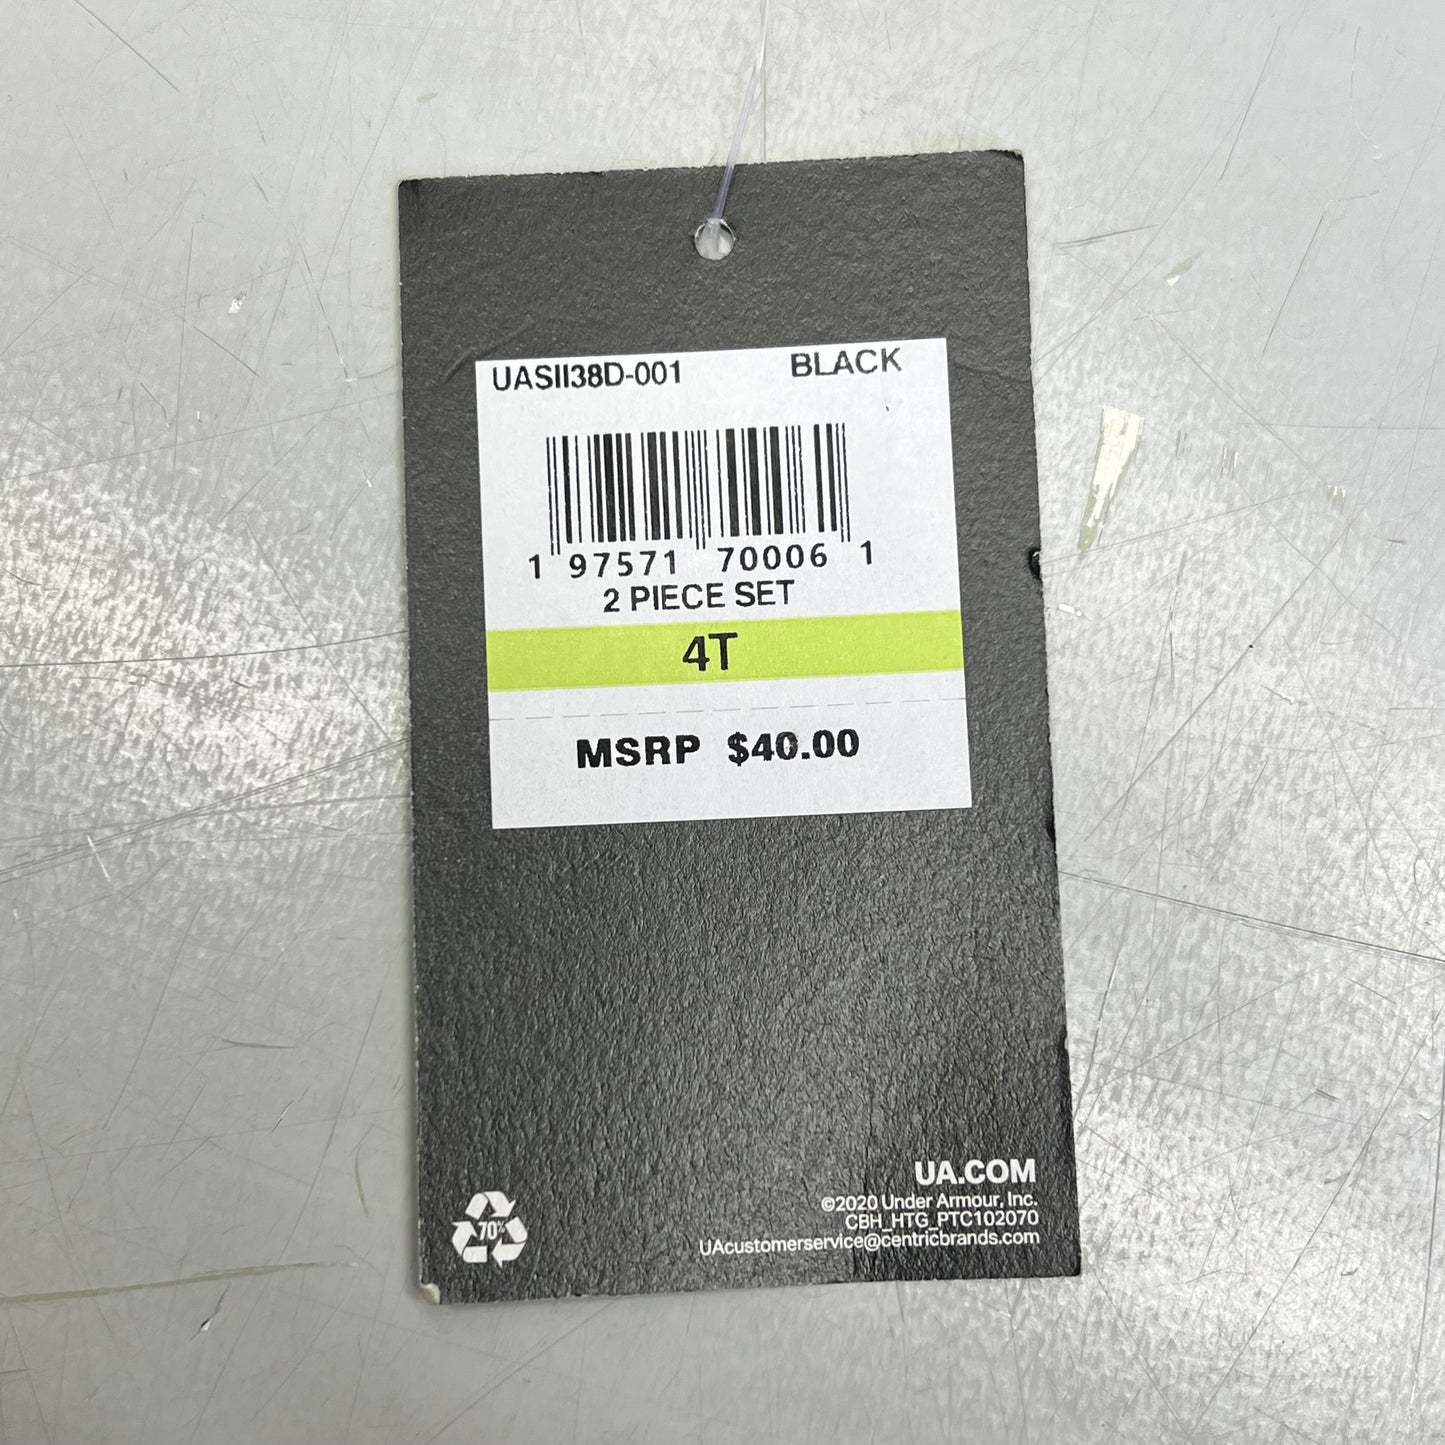 UASII38D-001 BLACK
1 97571 70006 1
2 PIECE SET
4T
MSRP $40.00
UA.COM
©2020 Under Armour, Inc.
CBH_HTG_PTC102070
70% UAcustomerservice@centricbrands.com